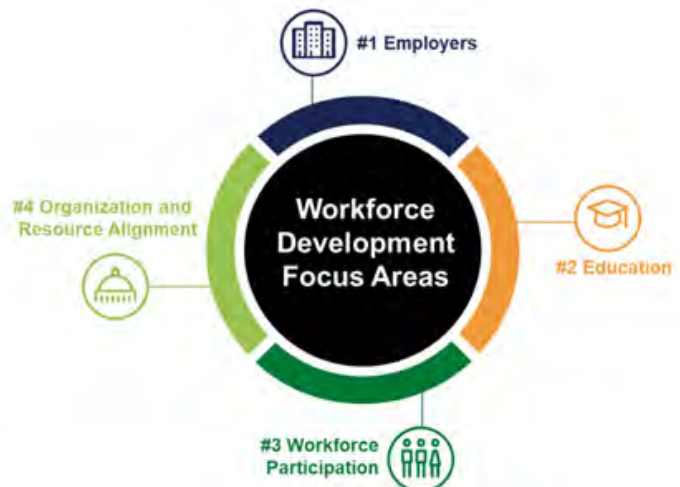 #1 Employers
Workforce
Development
Focus Areas
#2 Education
#3 Workforce
Participation
#4 Organization and
Resource Alignment